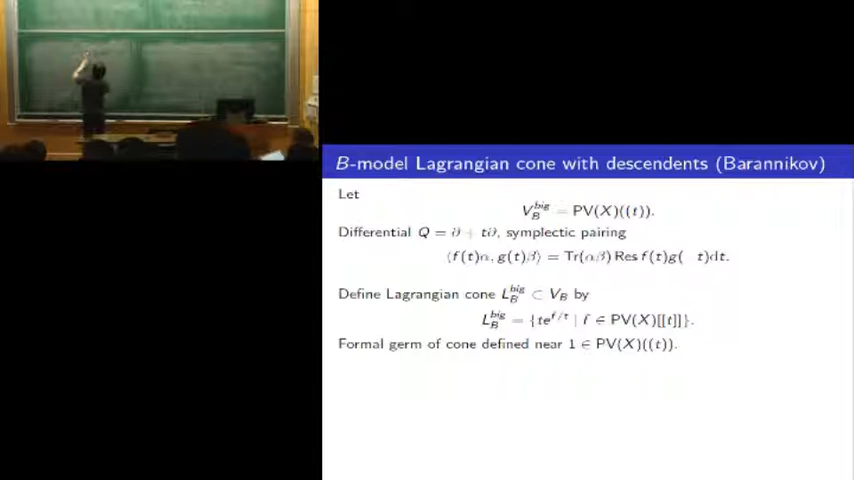 B-model Lagrangian cone with descendents (Barannikov)
Let
V_B^{big} = PV(X)((t)).
Differential Q = ∂ + t∂, symplectic pairing
⟨f(t)α, g(t)β⟩ = Tr(αβ) Res f(t)g( t)dt.
Define Lagrangian cone L_B^{big} ⊂ V_B by
L_B^{big} = {te^{f/t} | f ∈ PV(X)[[t]]}.
Formal germ of cone defined near 1 ∈ PV(X)((t)).